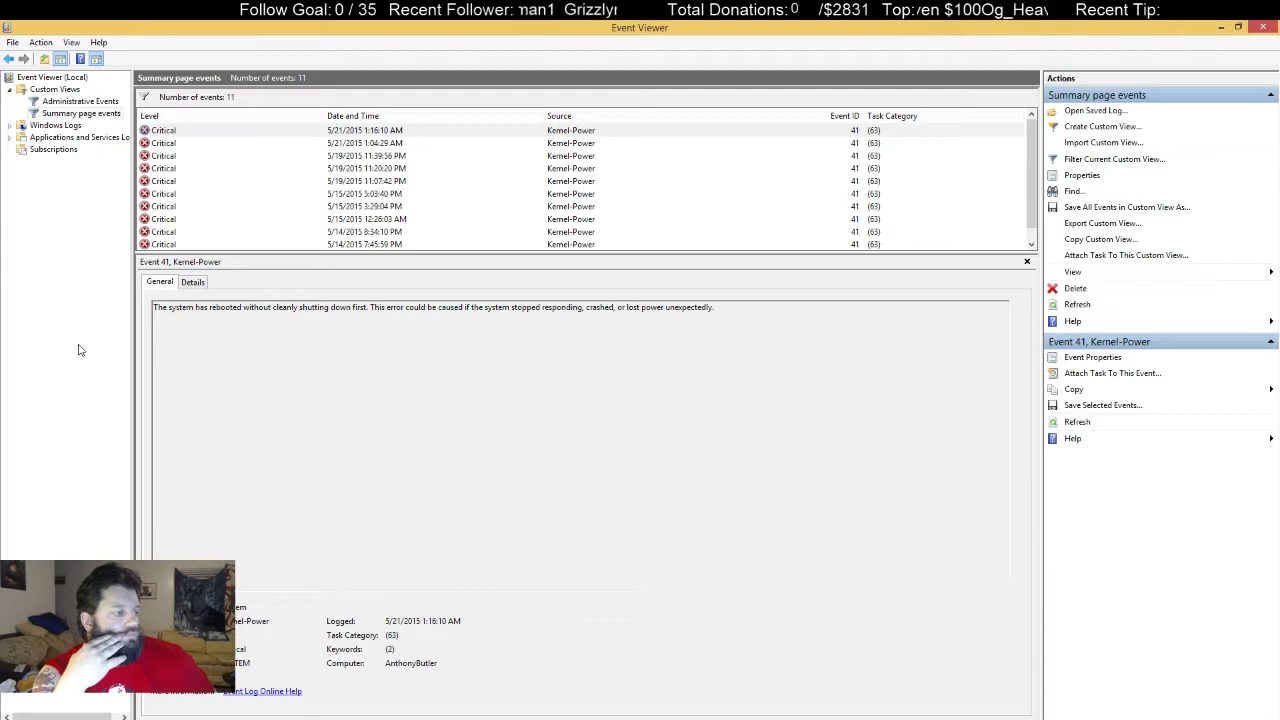 Follow Goal: 0 / 35 Recent Follower: man1 Grizzlyr Total Donations: 0 /$2831 Top: en $100Og_Hea Recent Tip:
Event Viewer
File Action View Help
Event Viewer (Local)
Custom Views
Administrative Events
Summary page events
Windows Logs
Applications and Services Lo
Subscriptions
Summary page events Number of events: 11
Number of events: 11
Level Date and Time Source Event ID Task Category
Critical 5/21/2015 1:16:10 AM Kernel-Power 41 (63)
Critical 5/21/2015 1:04:29 AM Kernel-Power 41 (63)
Critical 5/19/2015 11:39:56 PM Kernel-Power 41 (63)
Critical 5/19/2015 11:20:20 PM Kernel-Power 41 (63)
Critical 5/19/2015 11:07:42 PM Kernel-Power 41 (63)
Critical 5/15/2015 5:03:40 PM Kernel-Power 41 (63)
Critical 5/15/2015 3:29:04 PM Kernel-Power 41 (63)
Critical 5/15/2015 12:26:03 AM Kernel-Power 41 (63)
Critical 5/14/2015 8:34:10 PM Kernel-Power 41 (63)
Critical 5/14/2015 7:45:59 PM Kernel-Power 41 (63)
Event 41, Kernel-Power
General Details
The system has rebooted without cleanly shutting down first. This error could be caused if the system stopped responding, crashed, or lost power unexpectedly.
em
nel-Power Logged: 5/21/2015 1:16:10 AM
Task Category: (63)
cal Keywords: (2)
TEM Computer: AnthonyButler
Event Log Online Help
Actions
Summary page events
Open Saved Log...
Create Custom View...
Import Custom View...
Filter Current Custom View...
Properties
Find...
Save All Events in Custom View As...
Export Custom View...
Copy Custom View...
Attach Task To This Custom View...
View
Delete
Refresh
Help
Event 41, Kernel-Power
Event Properties
Attach Task To This Event...
Copy
Save Selected Events...
Refresh
Help